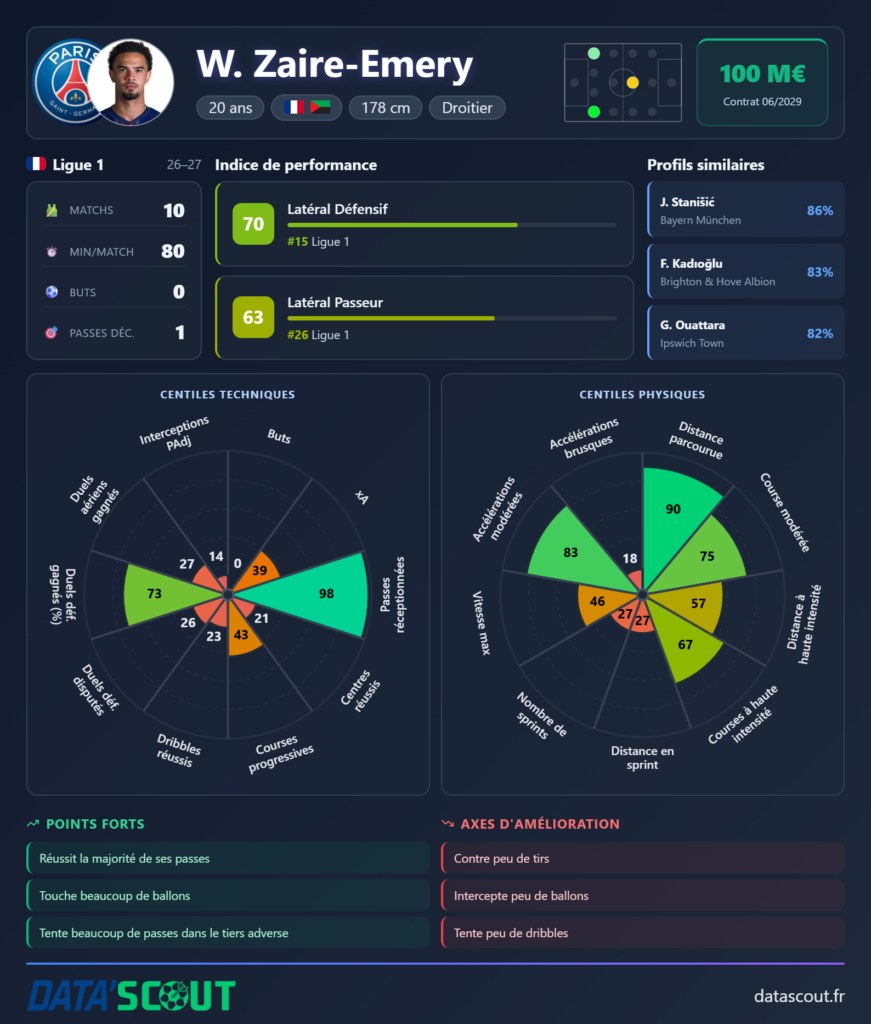 PARIS
SAINT-GERMAIN
W. Zaire-Emery
20 ans
178 cm
Droitier
100 M€
Contrat 06/2029
Ligue 1
26–27
MATCHS
10
MIN/MATCH
80
BUTS
0
PASSES DÉC.
1
Indice de performance
70
Latéral Défensif
#15 Ligue 1
63
Latéral Passeur
#26 Ligue 1
Profils similaires
J. Stanišić
Bayern München
86%
F. Kadıoğlu
Brighton & Hove Albion
83%
G. Ouattara
Ipswich Town
82%
CENTILES TECHNIQUES
Buts
0
xA
39
Passes
réceptionnées
98
Centres
réussis
21
Courses
progressives
43
Dribbles
réussis
23
Duels déf.
disputés
26
Duels déf.
gagnés (%)
73
Duels
aériens
gagnés
27
Interceptions
PAdj
14
CENTILES PHYSIQUES
Distance
parcourue
90
Course modérée
75
Distance à
haute intensité
57
Courses à haute
intensité
67
Distance en
sprint
27
Nombre de
sprints
27
Vitesse max
46
Accélérations
modérées
83
Accélérations
brusques
18
POINTS FORTS
Réussit la majorité de ses passes
Touche beaucoup de ballons
Tente beaucoup de passes dans le tiers adverse
AXES D'AMÉLIORATION
Contre peu de tirs
Intercepte peu de ballons
Tente peu de dribbles
DATA'SCOUT
datascout.fr